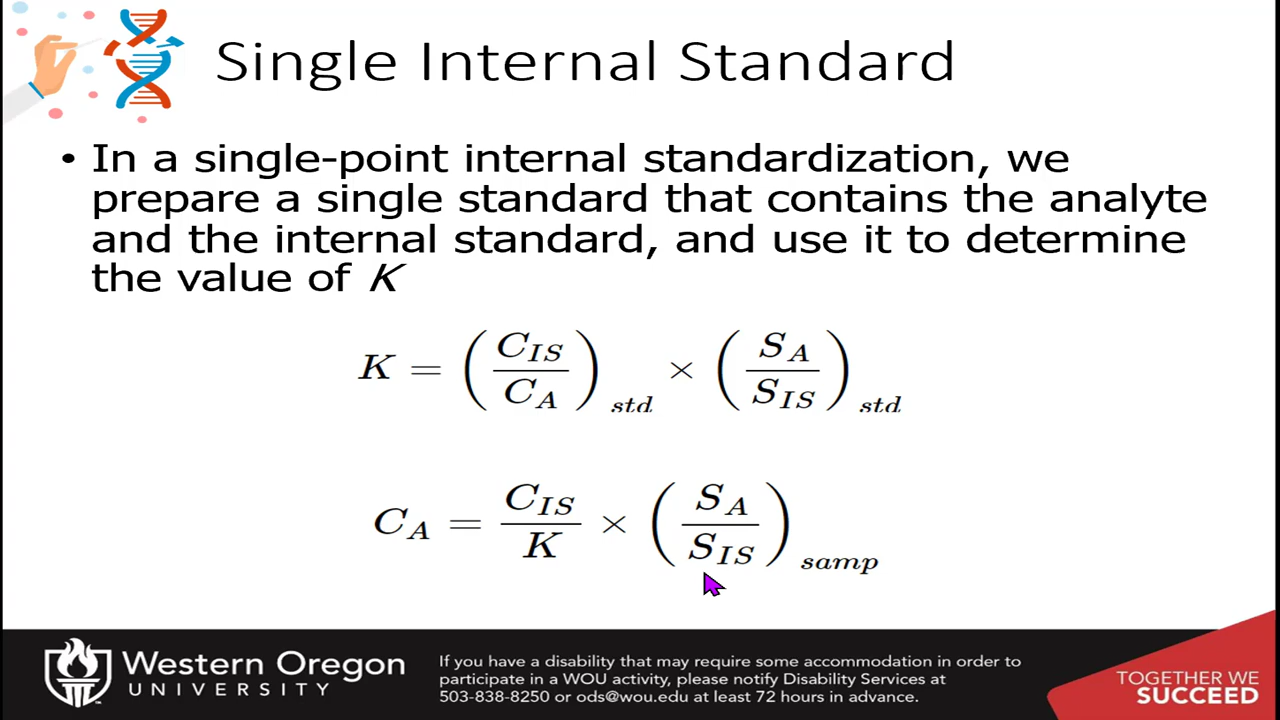 Single Internal Standard
• In a single-point internal standardization, we
prepare a single standard that contains the analyte
and the internal standard, and use it to determine
the value of K
K = (C_IS / C_A)_std × (S_A / S_IS)_std
C_A = C_IS / K × (S_A / S_IS)_samp
Western Oregon
UNIVERSITY
If you have a disability that may require some accommodation in order to
participate in a WOU activity, please notify Disability Services at
503-838-8250 or ods@wou.edu at least 72 hours in advance.
TOGETHER WE
SUCCEED